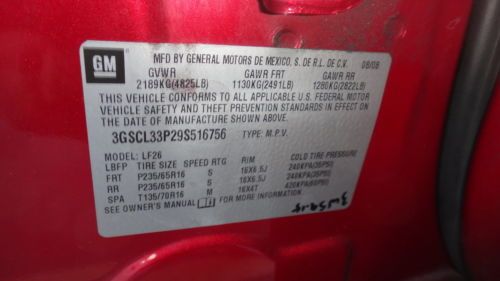 GM
MFD BY GENERAL MOTORS DE MEXICO, S. DE R.L. DE C.V. 08/08
GVWR GAWR FRT GAWR RR
2189KG(4825LB) 1130KG(2491LB) 1280KG(2822LB)
THIS VEHICLE CONFORMS TO ALL APPLICABLE U.S. FEDERAL MOTOR
VEHICLE SAFETY AND THEFT PREVENTION STANDARDS IN EFFECT ON
THE DATE OF MANUFACTURE SHOWN ABOVE.
3GSCL33P29S516756 TYPE: M.P.V.
MODEL: LF26
LBFP TIRE SIZE SPEED RTG RIM COLD TIRE PRESSURE
FRT P235/65R16 S 16X6.5J 240KPA(35PSI)
RR P235/65R16 S 16X6.5J 240KPA(35PSI)
SPA T135/70R16 M 16X4T 420KPA(60PSI)
SEE OWNER'S MANUAL FOR MORE INFORMATION.